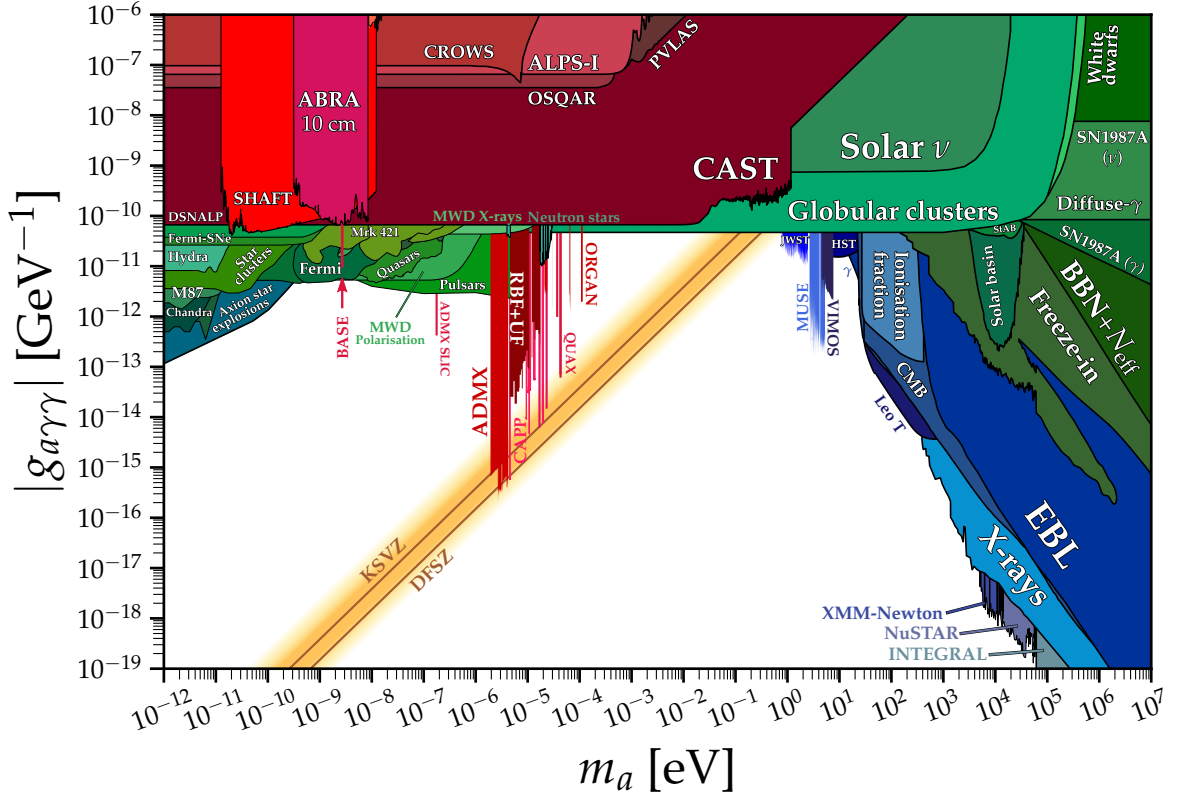 |g_{aγγ}| [GeV⁻¹]
10⁻⁶
10⁻⁷
10⁻⁸
10⁻⁹
10⁻¹⁰
10⁻¹¹
10⁻¹²
10⁻¹³
10⁻¹⁴
10⁻¹⁵
10⁻¹⁶
10⁻¹⁷
10⁻¹⁸
10⁻¹⁹
CROWS
ALPS-I
PVLAS
OSQAR
ABRA
10 cm
SHAFT
CAST
Solar ν
Globular clusters
White
dwarfs
SN1987A
(ν)
Diffuse-γ
SN1987A (γ)
DSNALP
Fermi-SNe
Hydra
M87
Chandra
Star
clusters
Axion star
explosions
Fermi
Mrk 421
Quasars
Pulsars
MWD X-rays
Neutron stars
MWD
Polarisation
BASE
ADMX SLIC
ADMX
RBF+UF
CAPP
QUAX
ORGAN
KSVZ
DFSZ
JWST
HST
γ
MUSE
VIMOS
Ionisation
fraction
CMB
Leo T
StAB
Solar basin
Freeze-in
BBN+N_{eff}
EBL
X-rays
XMM-Newton
NuSTAR
INTEGRAL
10⁻¹²
10⁻¹¹
10⁻¹⁰
10⁻⁹
10⁻⁸
10⁻⁷
10⁻⁶
10⁻⁵
10⁻⁴
10⁻³
10⁻²
10⁻¹
10⁰
10¹
10²
10³
10⁴
10⁵
10⁶
10⁷
m_a [eV]